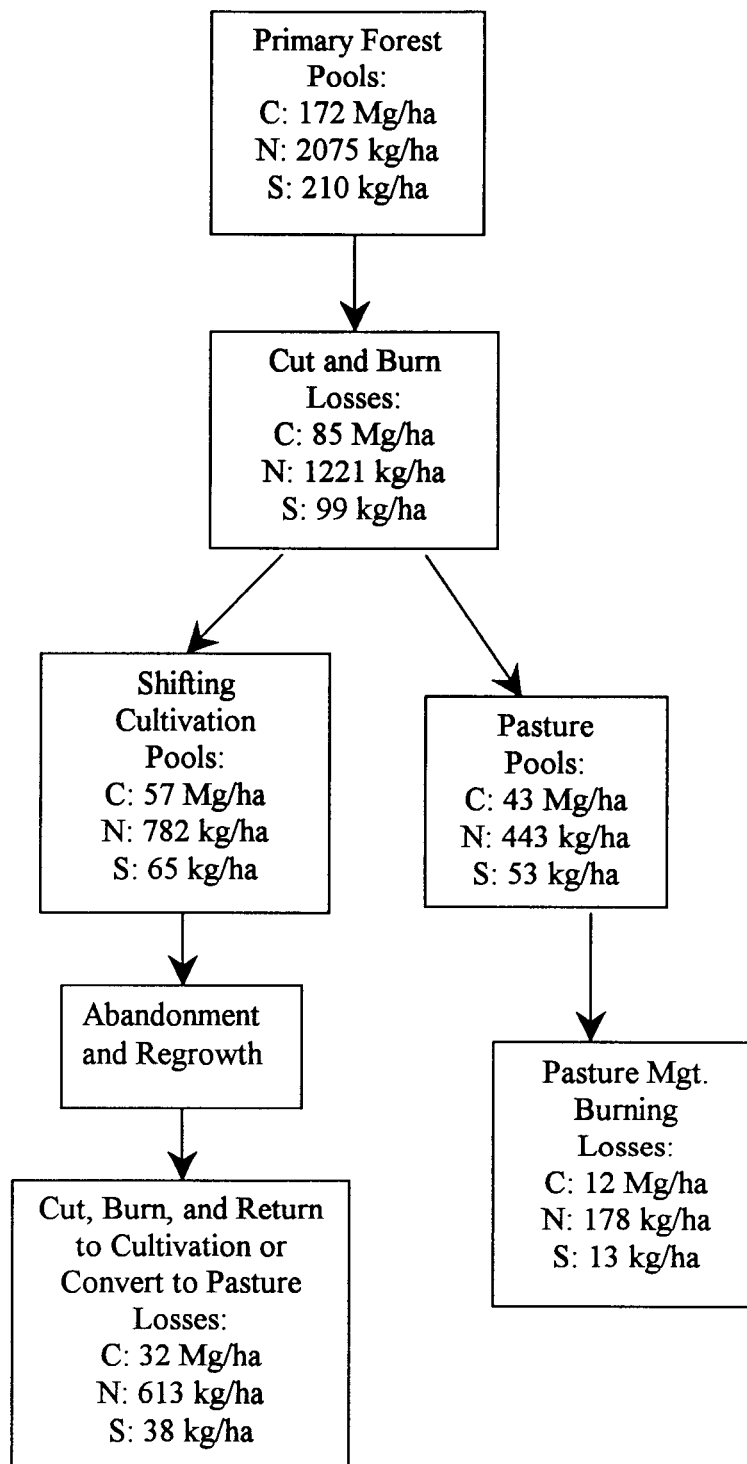 Primary Forest
Pools:
C: 172 Mg/ha
N: 2075 kg/ha
S: 210 kg/ha
Cut and Burn
Losses:
C: 85 Mg/ha
N: 1221 kg/ha
S: 99 kg/ha
Shifting
Cultivation
Pools:
C: 57 Mg/ha
N: 782 kg/ha
S: 65 kg/ha
Pasture
Pools:
C: 43 Mg/ha
N: 443 kg/ha
S: 53 kg/ha
Abandonment
and Regrowth
Pasture Mgt.
Burning
Losses:
C: 12 Mg/ha
N: 178 kg/ha
S: 13 kg/ha
Cut, Burn, and Return
to Cultivation or
Convert to Pasture
Losses:
C: 32 Mg/ha
N: 613 kg/ha
S: 38 kg/ha